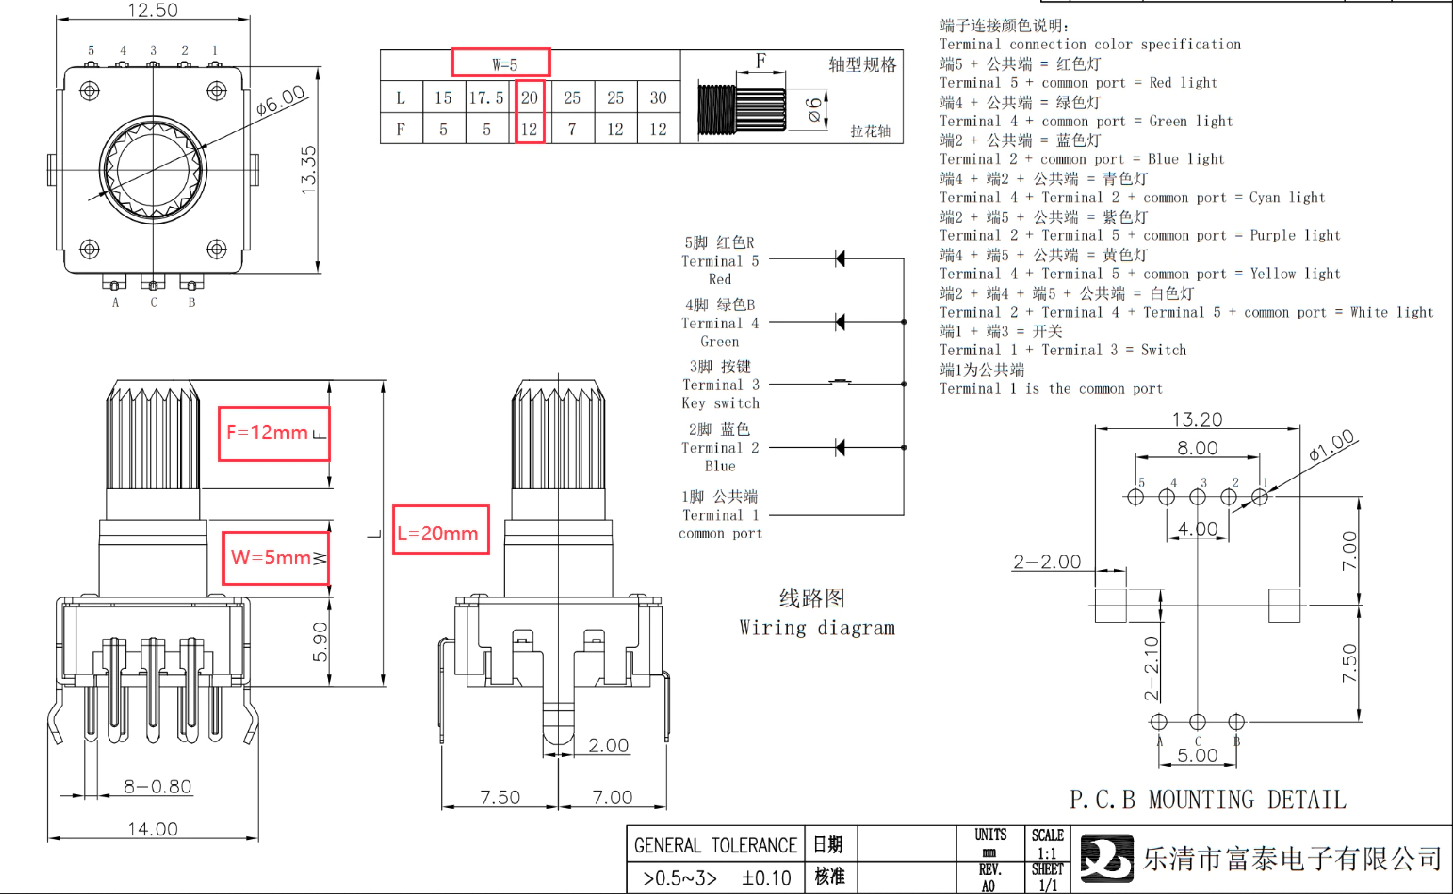 12.50
5 4 3 2 1
ø6.00
13.35
A C B
W=5
L 15 17.5 20 25 25 30
F 5 5 12 7 12 12
F
轴型规格
ø6
拉花轴
端子连接颜色说明:
Terminal connection color specification
端5 + 公共端 = 红色灯
Terminal 5 + common port = Red light
端4 + 公共端 = 绿色灯
Terminal 4 + common port = Green light
端2 + 公共端 = 蓝色灯
Terminal 2 + common port = Blue light
端4 + 端2 + 公共端 = 青色灯
Terminal 4 + Terminal 2 + common port = Cyan light
端2 + 端5 + 公共端 = 紫色灯
Terminal 2 + Terminal 5 + common port = Purple light
端4 + 端5 + 公共端 = 黄色灯
Terminal 4 + Terminal 5 + common port = Yellow light
端2 + 端4 + 端5 + 公共端 = 白色灯
Terminal 2 + Terminal 4 + Terminal 5 + common port = White light
端1 + 端3 = 开关
Terminal 1 + Terminal 3 = Switch
端1为公共端
Terminal 1 is the common port
5脚 红色R
Terminal 5
Red
4脚 绿色B
Terminal 4
Green
3脚 按键
Terminal 3
Key switch
2脚 蓝色
Terminal 2
Blue
1脚 公共端
Terminal 1
common port
线路图
Wiring diagram
F=12mm F
W=5mm W
L=20mm
L
5.90
8-0.80
14.00
2.00
7.50 7.00
13.20
8.00
ø1.00
5 4 3 2 1
4.00
2-2.00
7.00
2-2.10
7.50
A C B
5.00
P.C.B MOUNTING DETAIL
GENERAL TOLERANCE 日期 UNITS mm SCALE 1:1
>0.5~3> ±0.10 核准 REV. A0 SHEET 1/1
乐清市富泰电子有限公司